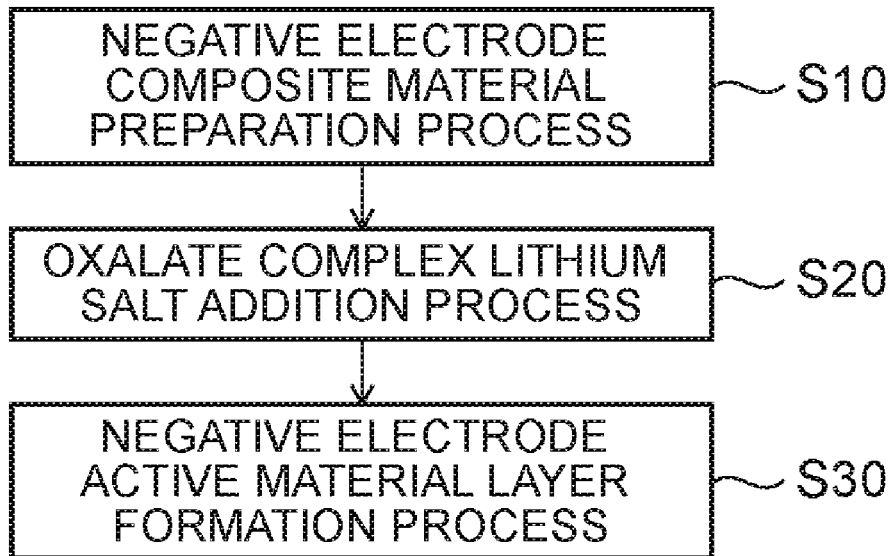 NEGATIVE ELECTRODE
COMPOSITE MATERIAL
PREPARATION PROCESS
S10
OXALATE COMPLEX LITHIUM
SALT ADDITION PROCESS
S20
NEGATIVE ELECTRODE
ACTIVE MATERIAL LAYER
FORMATION PROCESS
S30